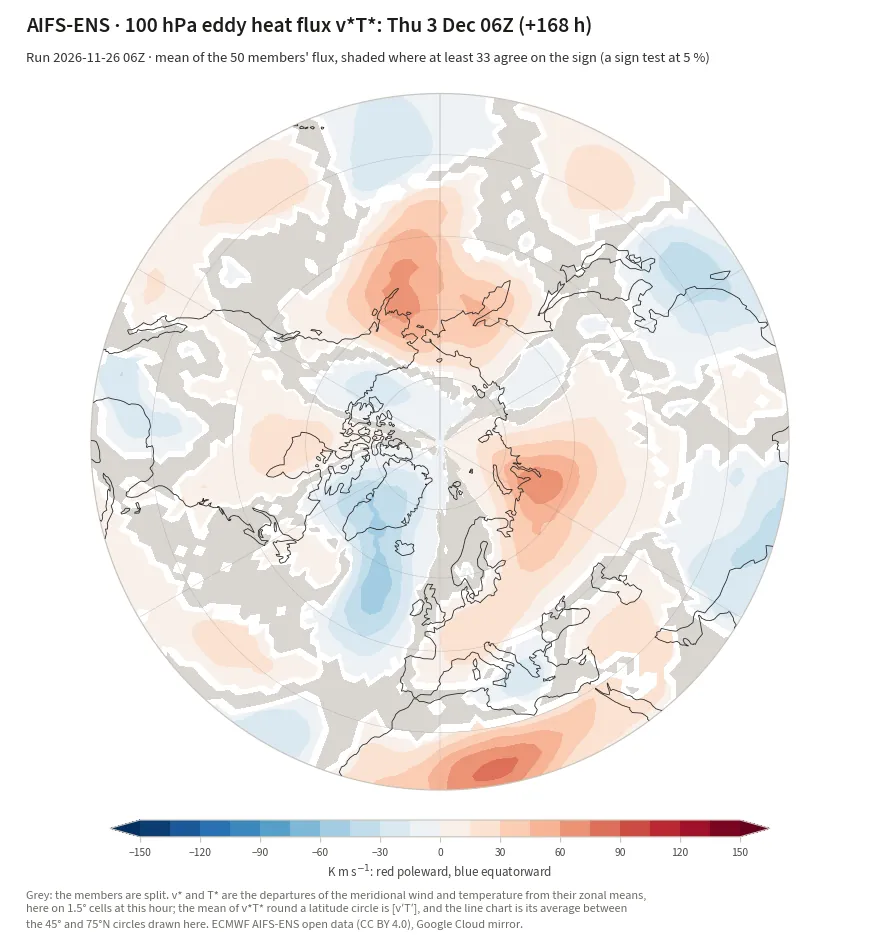 AIFS-ENS · 100 hPa eddy heat flux v*T*: Thu 3 Dec 06Z (+168 h)
Run 2026-11-26 06Z · mean of the 50 members' flux, shaded where at least 33 agree on the sign (a sign test at 5 %)
−150 −120 −90 −60 −30 0 30 60 90 120 150
K m s⁻¹: red poleward, blue equatorward
Grey: the members are split. v* and T* are the departures of the meridional wind and temperature from their zonal means,
here on 1.5° cells at this hour; the mean of v*T* round a latitude circle is [v′T′], and the line chart is its average between
the 45° and 75°N circles drawn here. ECMWF AIFS-ENS open data (CC BY 4.0), Google Cloud mirror.